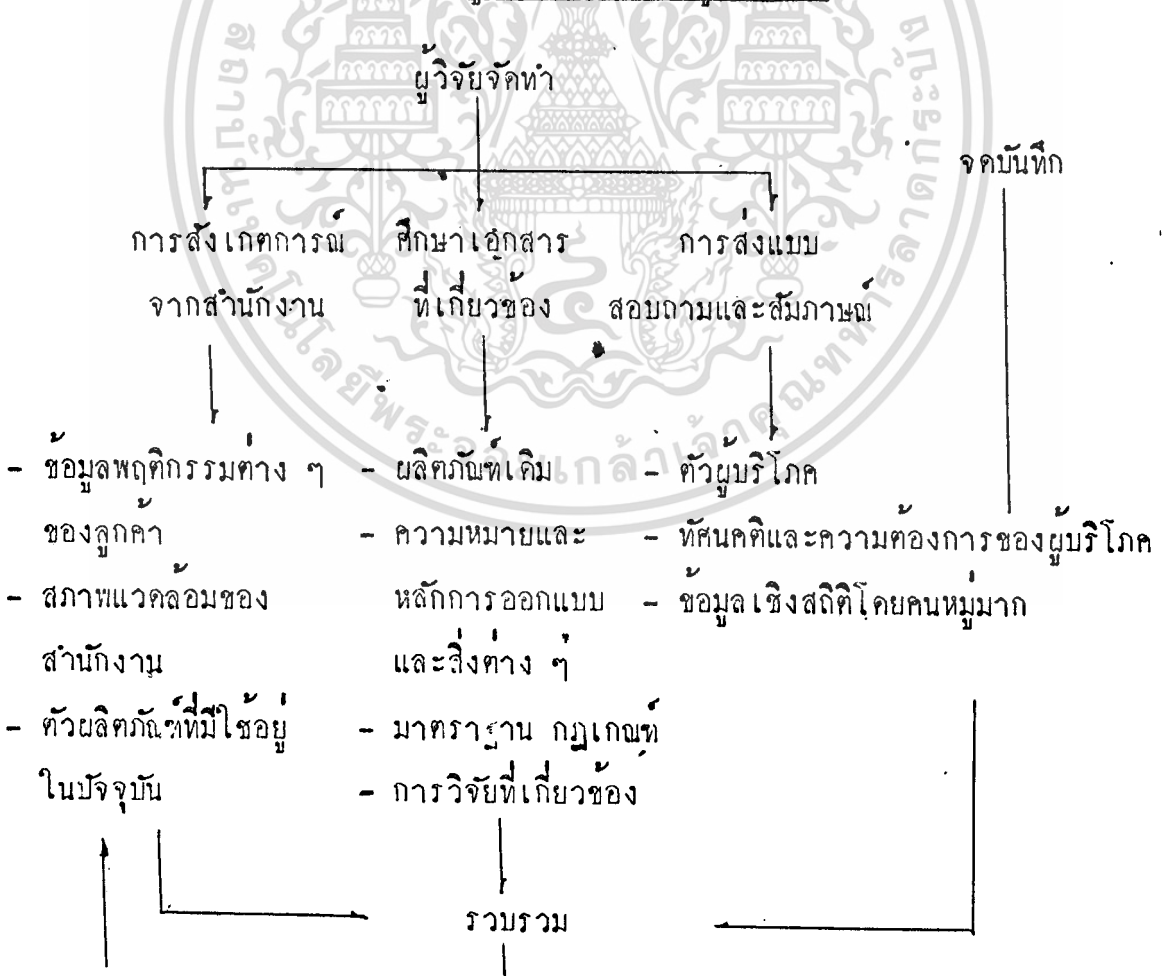 ผู้วิจัยจัดทำ
จดบันทึก
การสังเกตการณ์
จากสำนักงาน
ศึกษาเอกสาร
ที่เกี่ยวข้อง
การส่งแบบ
สอบถามและสัมภาษณ์
- ข้อมูลพฤติกรรมต่าง ๆ
ของลูกค้า
- สภาพแวดล้อมของ
สำนักงาน
- ตัวผลิตภัณฑ์ที่มีใช้อยู่
ในปัจจุบัน
- ผลิตภัณฑ์เดิม
- ความหมายและ
หลักการออกแบบ
และสิ่งต่าง ๆ
- มาตราฐาน กฎเกณฑ์
- การวิจัยที่เกี่ยวข้อง
- ตัวผู้บริโภค
- ทัศนคติและความต้องการของผู้บริโภค
- ข้อมูลเชิงสถิติโดยคนหมู่มาก
รวบรวม